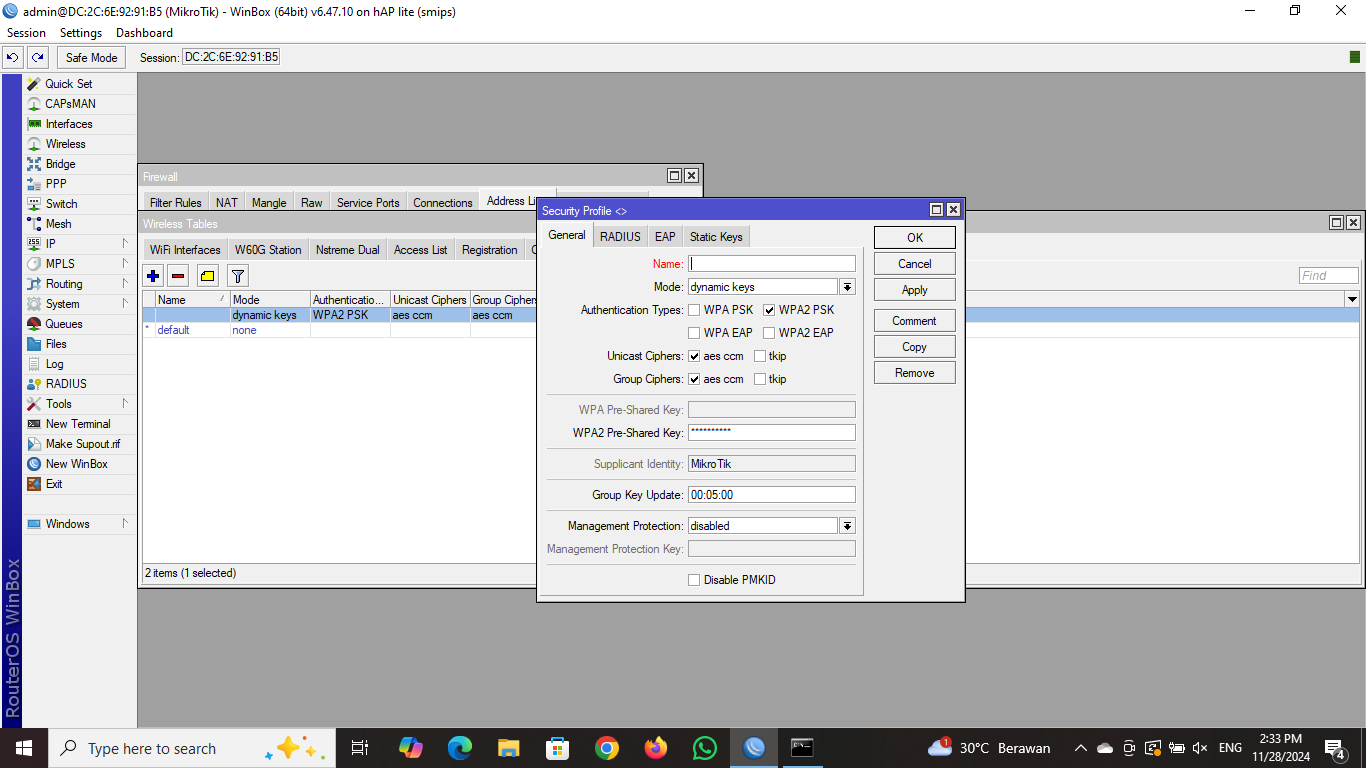 admin@DC:2C:6E:92:91:B5 (MikroTik) - WinBox (64bit) v6.47.10 on hAP lite (smips)
Session Settings Dashboard
Safe Mode Session: DC:2C:6E:92:91:B5
Quick Set
CAPsMAN
Interfaces
Wireless
Bridge
PPP
Switch
Mesh
IP
MPLS
Routing
System
Queues
Files
Log
RADIUS
Tools
New Terminal
Make Supout.rif
New WinBox
Exit
Windows
RouterOS WinBox
Firewall
Filter Rules NAT Mangle Raw Service Ports Connections Address Li
Wireless Tables
WiFi Interfaces W60G Station Nstreme Dual Access List Registration
Find
Name / Mode Authenticatio... Unicast Ciphers Group Ciphers
dynamic keys WPA2 PSK aes ccm aes ccm
* default none
2 items (1 selected)
Security Profile <>
General RADIUS EAP Static Keys
Name:
Mode: dynamic keys
Authentication Types: WPA PSK WPA2 PSK
WPA EAP WPA2 EAP
Unicast Ciphers: aes ccm tkip
Group Ciphers: aes ccm tkip
WPA Pre-Shared Key:
WPA2 Pre-Shared Key: **********
Supplicant Identity: MikroTik
Group Key Update: 00:05:00
Management Protection: disabled
Management Protection Key:
Disable PMKID
OK
Cancel
Apply
Comment
Copy
Remove
Type here to search
1
30°C Berawan
ENG
2:33 PM
11/28/2024
4